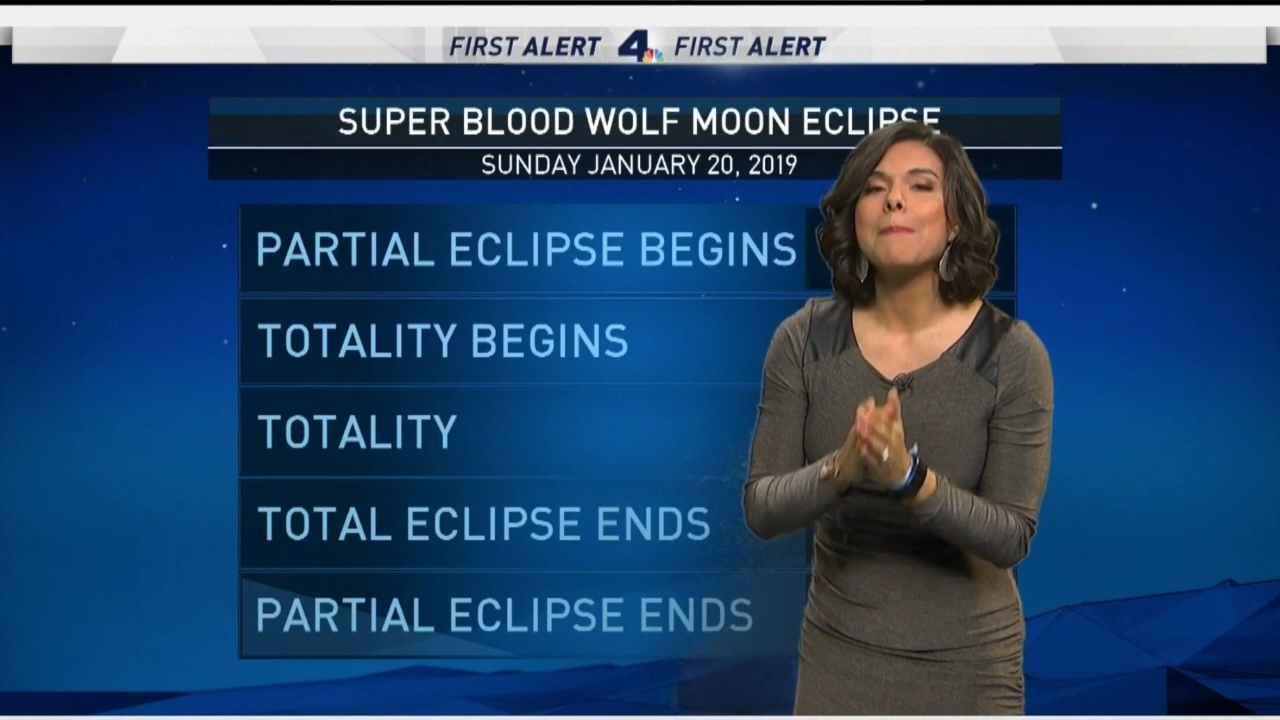 FIRST ALERT 4 FIRST ALERT
SUPER BLOOD WOLF MOON ECLIPSE
SUNDAY JANUARY 20, 2019
PARTIAL ECLIPSE BEGINS
TOTALITY BEGINS
TOTALITY
TOTAL ECLIPSE ENDS
PARTIAL ECLIPSE ENDS